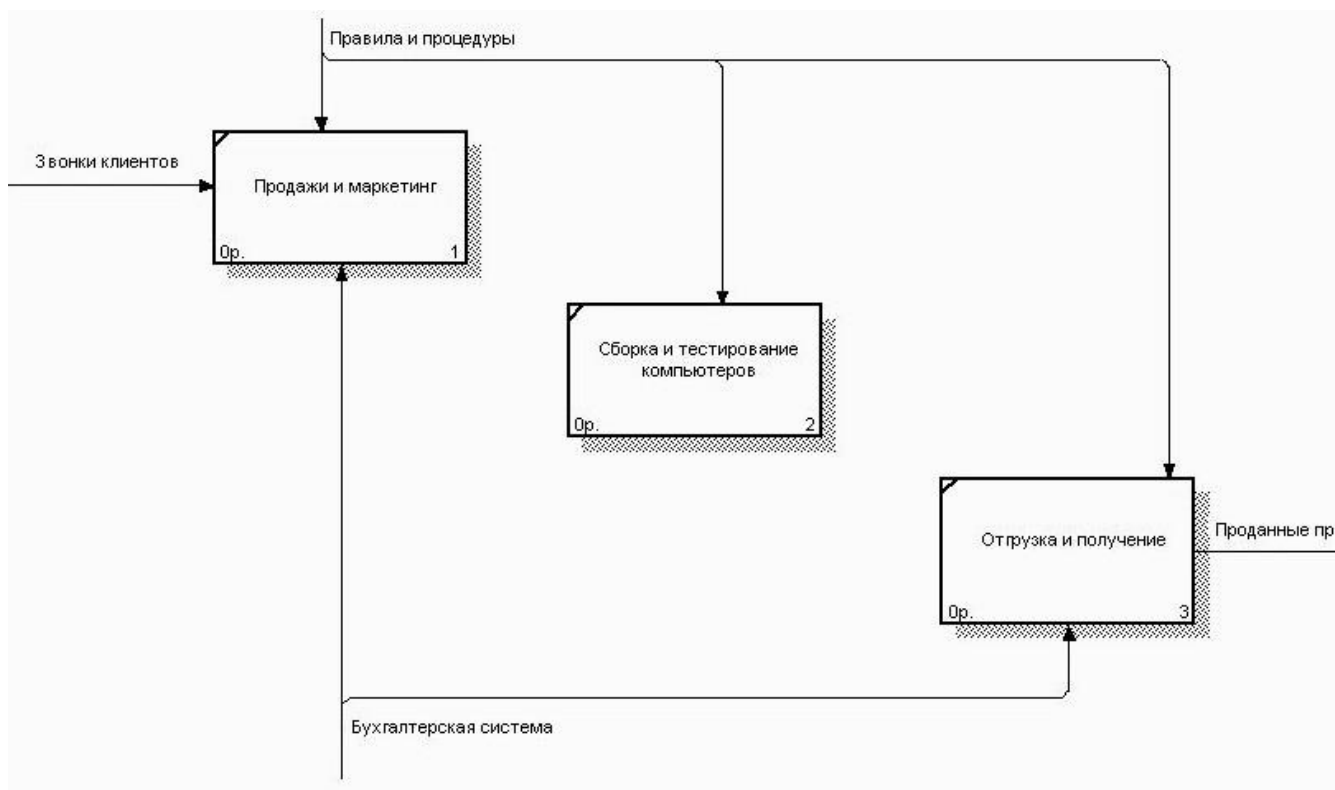 Правила и процедуры
Звонки клиентов
Продажи и маркетинг
0р. 1
Сборка и тестирование
компьютеров
0р. 2
Отгрузка и получение
Проданные пр
0р. 3
Бухгалтерская система